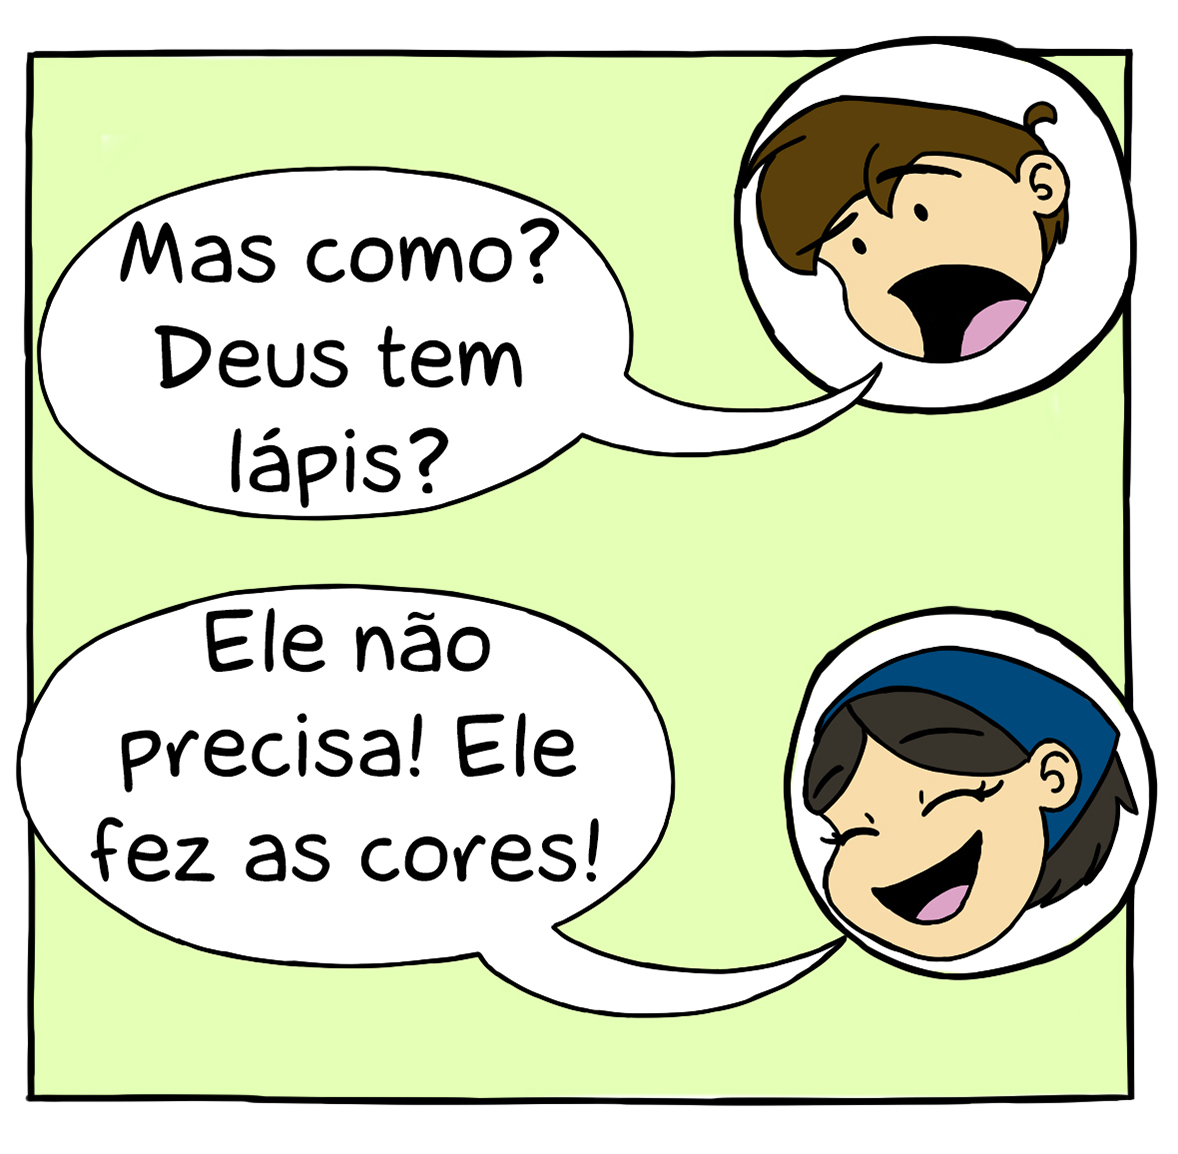 Mas como?
Deus tem
lápis?
Ele não
precisa! Ele
fez as cores!